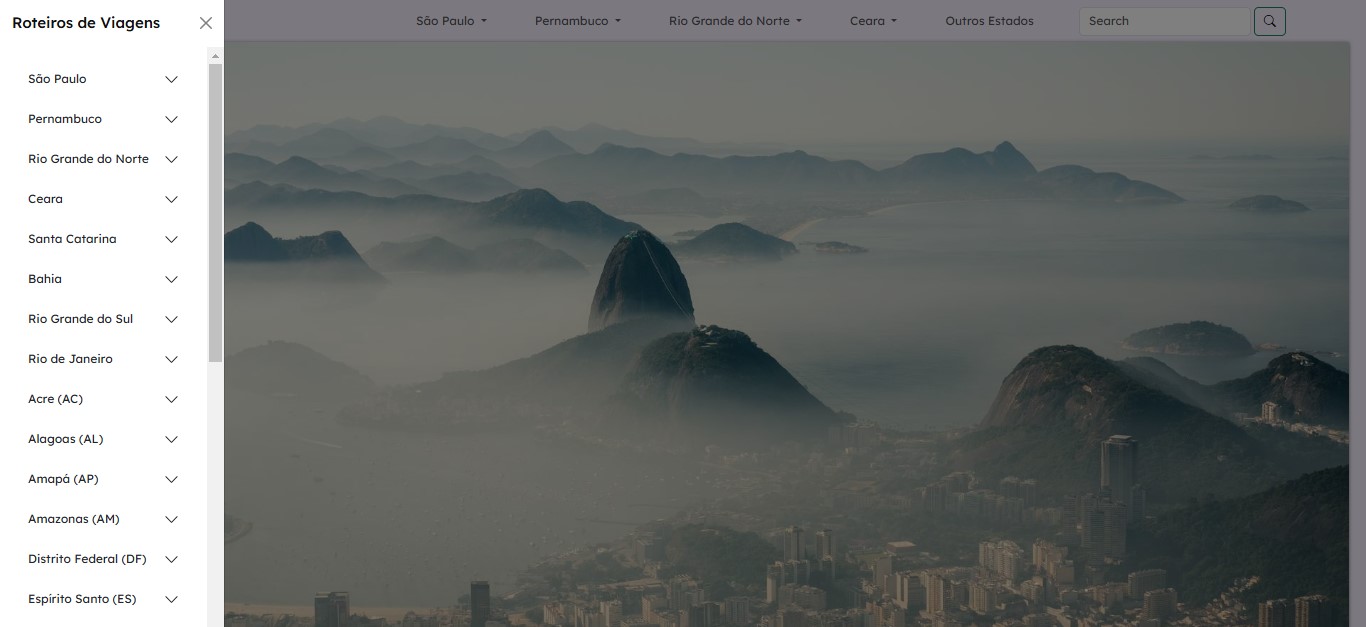 Roteiros de Viagens
São Paulo
Pernambuco
Rio Grande do Norte
Ceara
Santa Catarina
Bahia
Rio Grande do Sul
Rio de Janeiro
Acre (AC)
Alagoas (AL)
Amapá (AP)
Amazonas (AM)
Distrito Federal (DF)
Espírito Santo (ES)
São Paulo Pernambuco Rio Grande do Norte Ceara Outros Estados Search